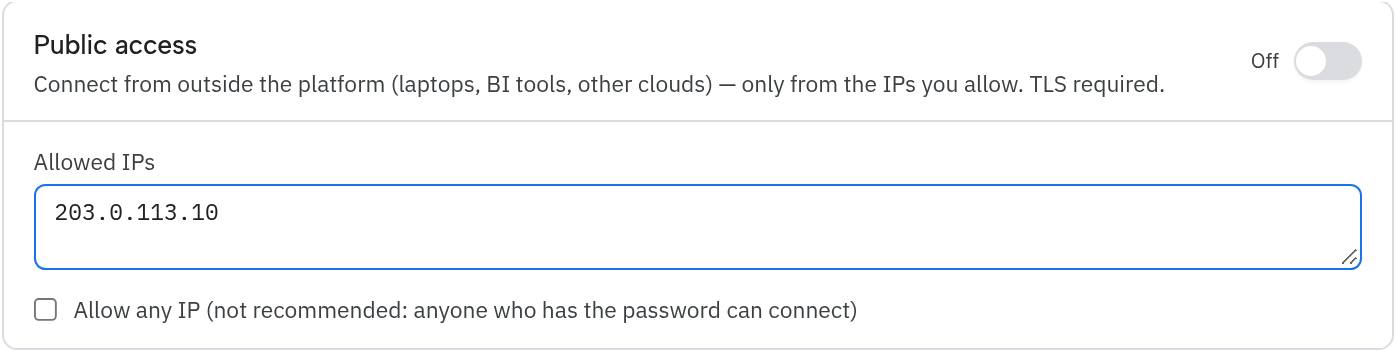 Public access
Off
Connect from outside the platform (laptops, BI tools, other clouds) — only from the IPs you allow. TLS required.
Allowed IPs
203.0.113.10
Allow any IP (not recommended: anyone who has the password can connect)